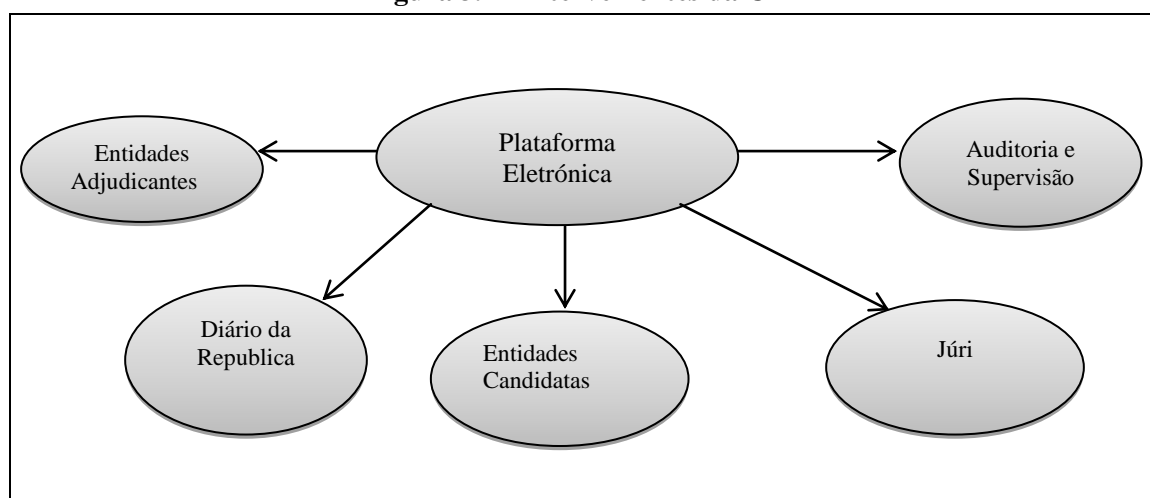 Plataforma
Eletrónica
Entidades
Adjudicantes
Auditoria e
Supervisão
Diário da
Republica
Entidades
Candidatas
Júri